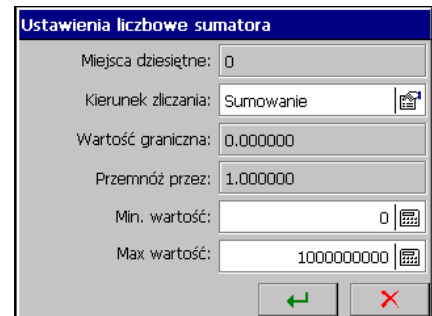 Ustawienia liczbowe sumatora
Miejsca dziesiętne: 0
Kierunek zliczania: Sumowanie
Wartość graniczna: 0.000000
Przemnóż przez: 1.000000
Min. wartość: 0
Max wartość: 1000000000